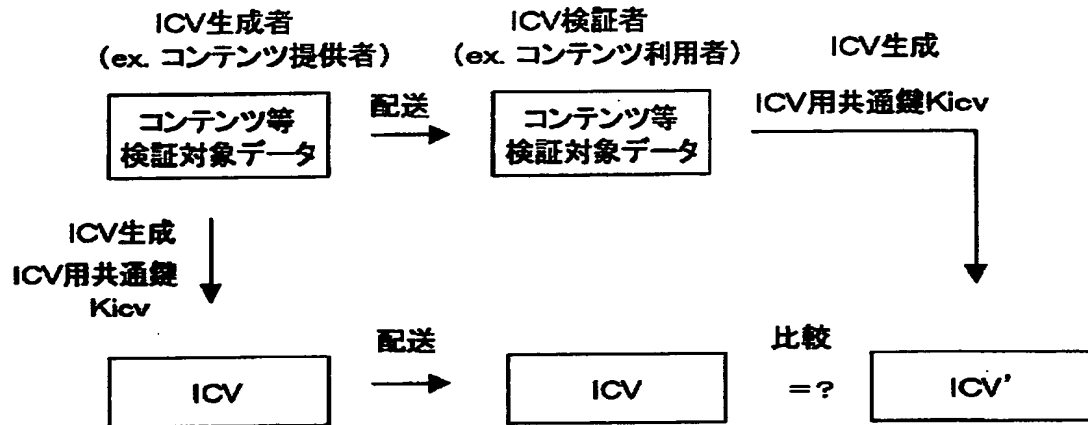 ICV生成者
(ex. コンテンツ提供者)
ICV検証者
(ex. コンテンツ利用者)
ICV生成
ICV用共通鍵Kicv
コンテンツ等
検証対象データ
配送
コンテンツ等
検証対象データ
ICV生成
ICV用共通鍵
Kicv
ICV
配送
ICV
比較
=?
ICV'